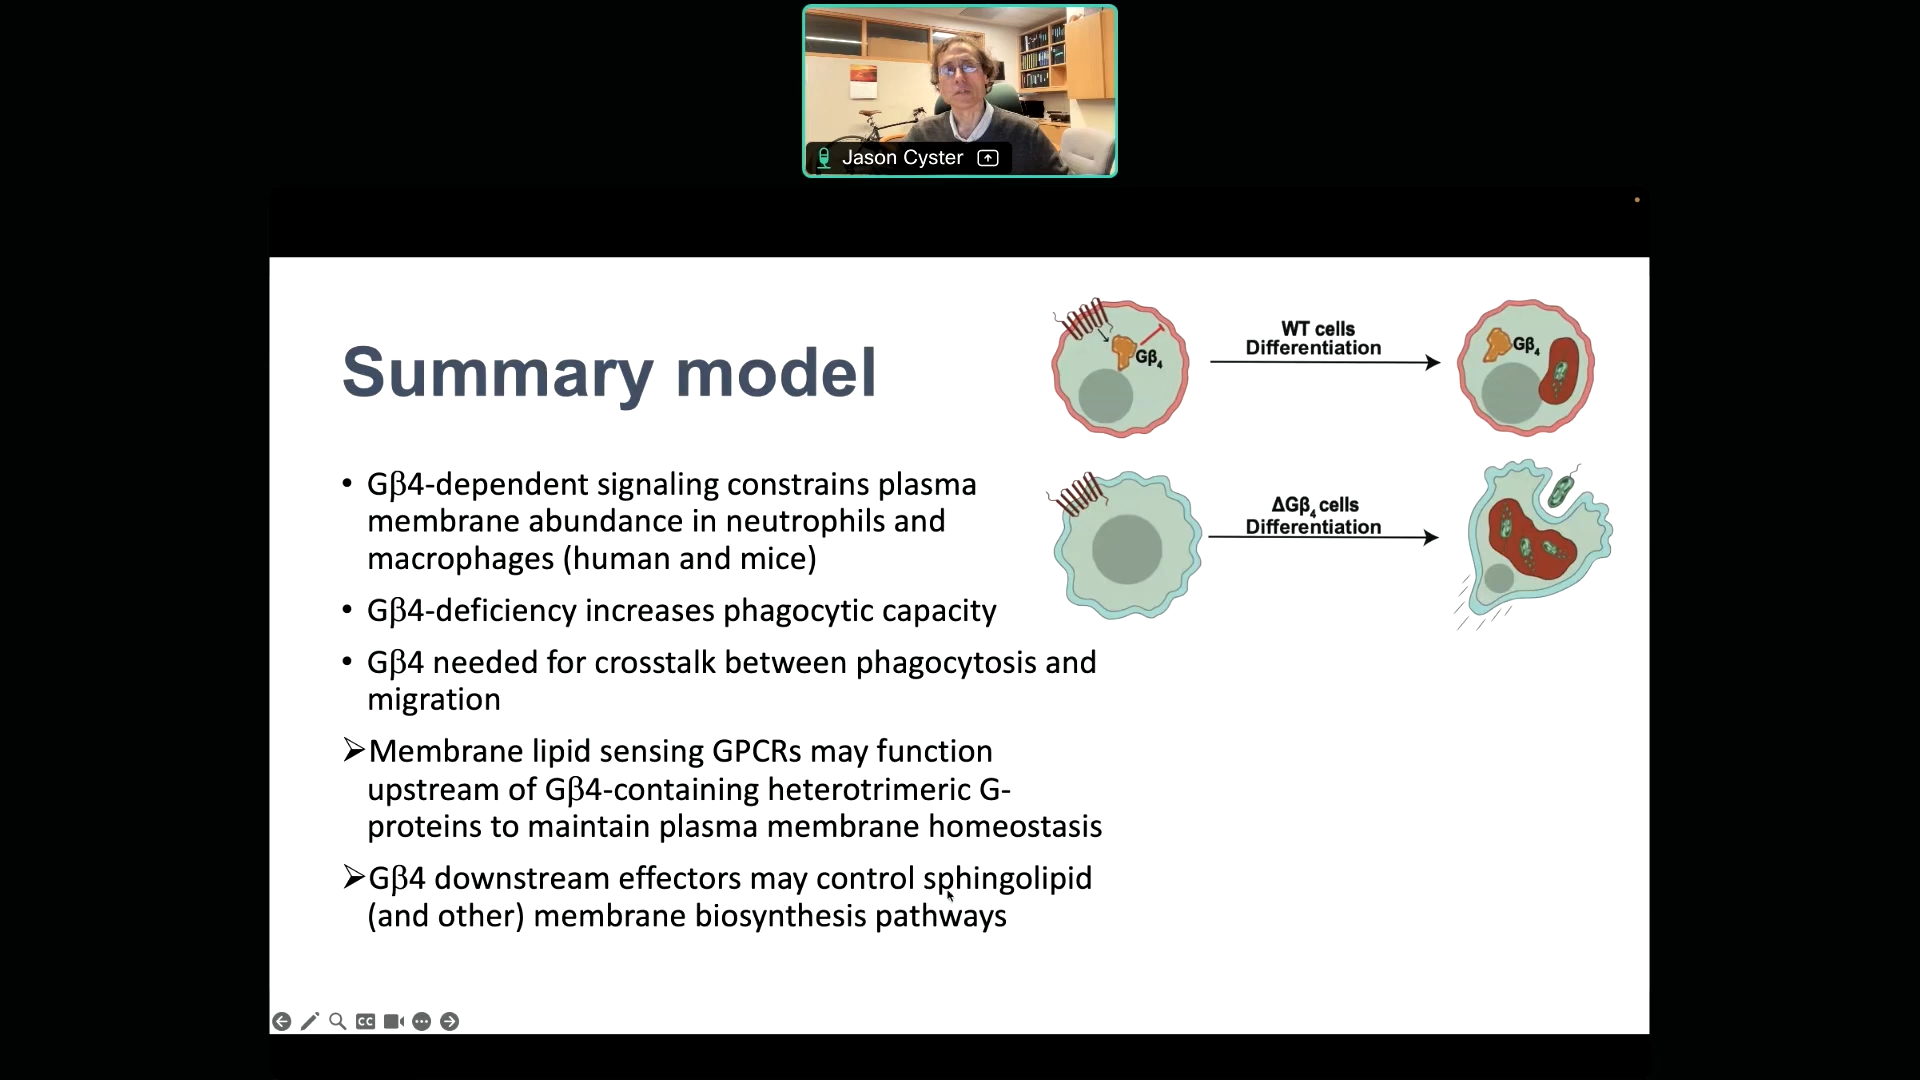 Jason Cyster
Summary model
• Gβ4-dependent signaling constrains plasma
membrane abundance in neutrophils and
macrophages (human and mice)
• Gβ4-deficiency increases phagocytic capacity
• Gβ4 needed for crosstalk between phagocytosis and
migration
➢Membrane lipid sensing GPCRs may function
upstream of Gβ4-containing heterotrimeric G-
proteins to maintain plasma membrane homeostasis
➢Gβ4 downstream effectors may control sphingolipid
(and other) membrane biosynthesis pathways
Gβ₄
WT cells
Differentiation
Gβ₄
ΔGβ₄ cells
Differentiation
CC